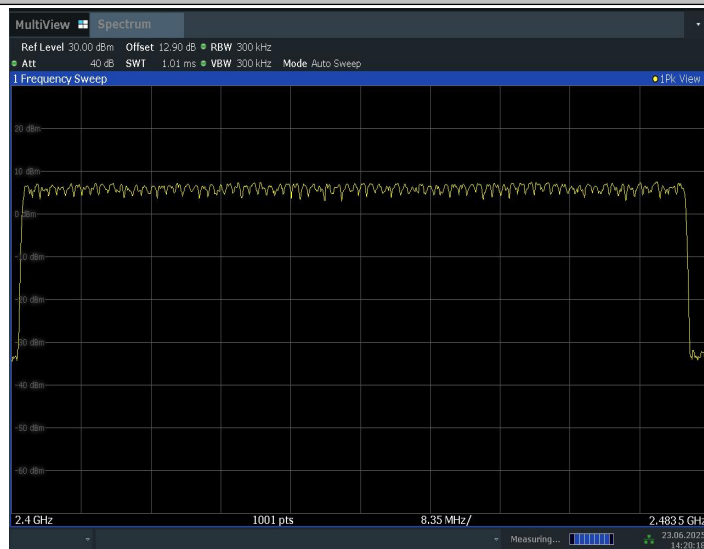 MultiView Spectrum
Ref Level 30.00 dBm Offset 12.90 dB RBW 300 kHz
Att 40 dB SWT 1.01 ms VBW 300 kHz Mode Auto Sweep
1 Frequency Sweep 1Pk View
20 dBm
10 dBm
0 dBm
-10 dBm
-20 dBm
-30 dBm
-40 dBm
-50 dBm
-60 dBm
2.4 GHz 1001 pts 8.35 MHz/ 2.4835 GHz
Measuring... 23.06.2025
14:20:18